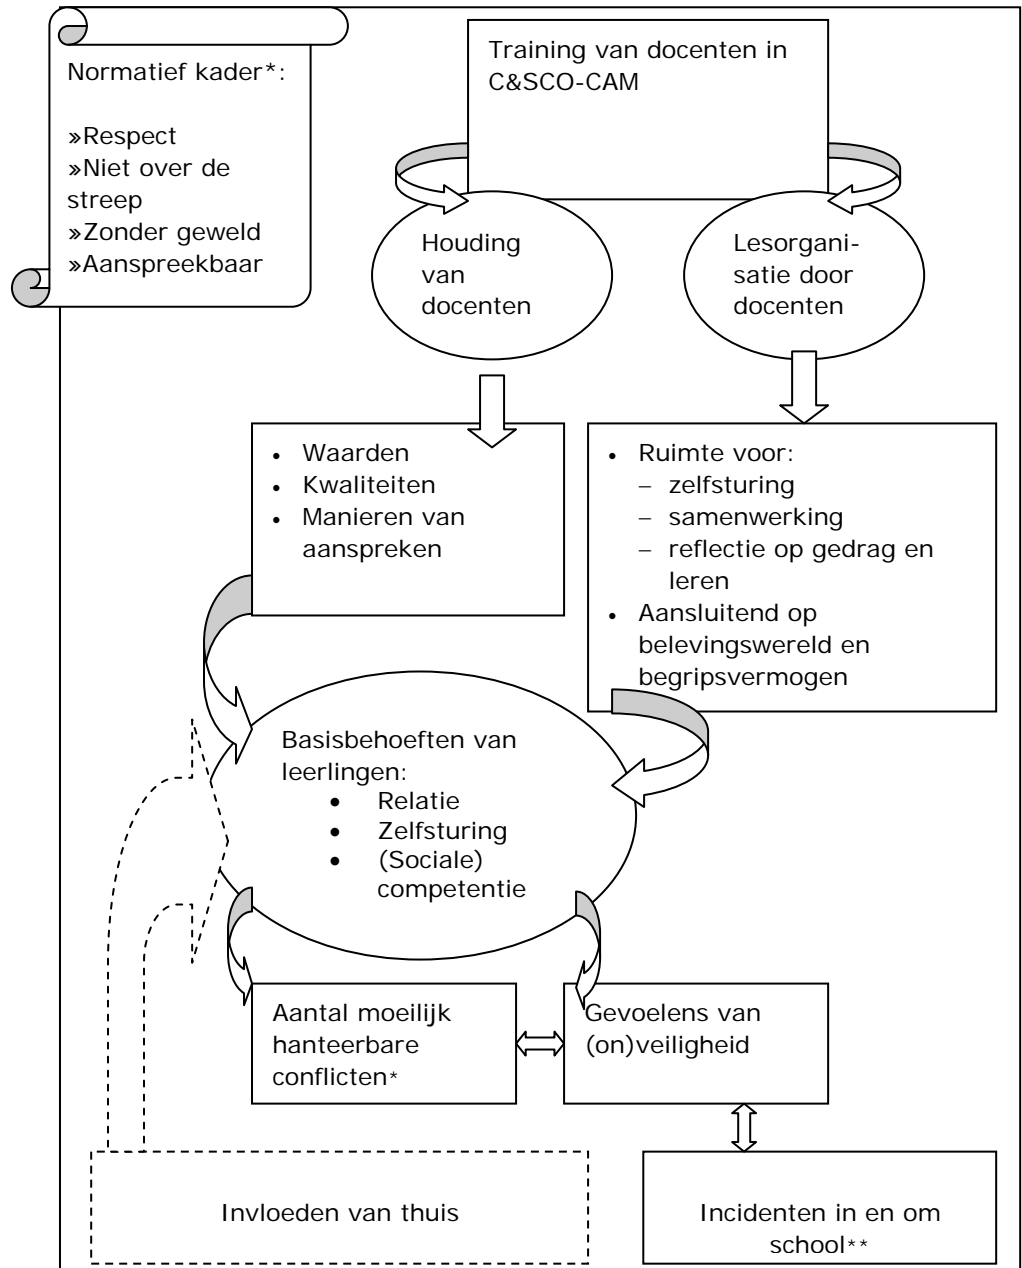 Normatief kader*:
»Respect
»Niet over de
streep
»Zonder geweld
»Aanspreekbaar
Training van docenten in
C&SCO-CAM
Houding
van
docenten
Lesorgani-
satie door
docenten
• Waarden
• Kwaliteiten
• Manieren van
aanspreken
• Ruimte voor:
– zelfsturing
– samenwerking
– reflectie op gedrag en
leren
• Aansluitend op
belevingswereld en
begripsvermogen
Basisbehoeften van
leerlingen:
• Relatie
• Zelfsturing
• (Sociale)
competentie
Aantal moeilijk
hanteerbare
conflicten*
Gevoelens van
(on)veiligheid
Invloeden van thuis
Incidenten in en om
school**